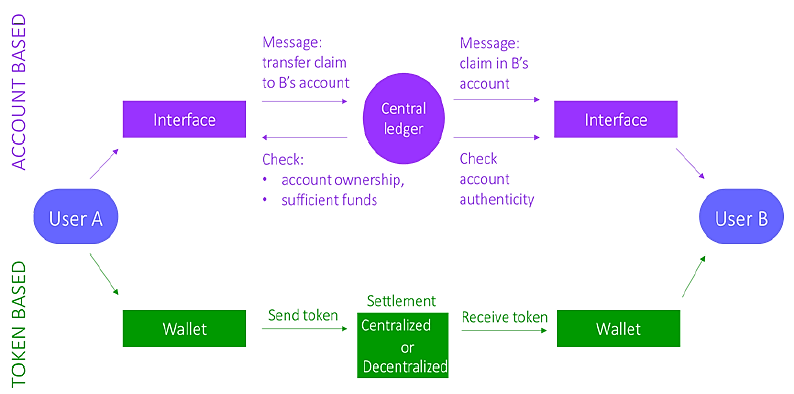 ACCOUNT BASED
Message:
transfer claim
to B's account
Message:
claim in B's
account
Interface
Central
ledger
Interface
Check:
• account ownership,
• sufficient funds
Check
account
authenticity
User A
User B
TOKEN BASED
Wallet
Send token
Settlement
Centralized
or
Decentralized
Receive token
Wallet